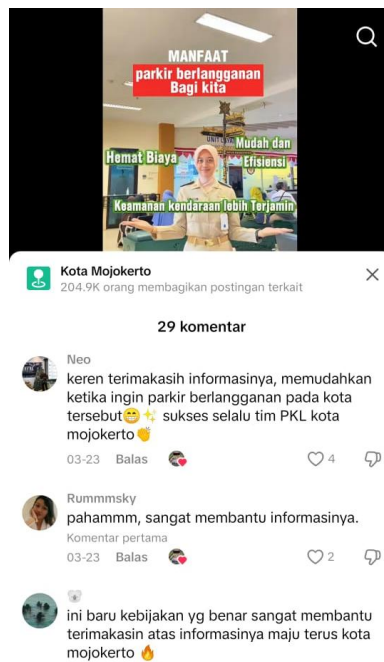 MANFAAT
parkir berlangganan
Bagi kita
Mudah dan
Hemat Biaya
Efisiensi
Keamanan kendaraan lebih Terjamin
Kota Mojokerto
204.9K orang membagikan postingan terkait
29 komentar
Neo
keren terimakasih informasinya, memudahkan
ketika ingin parkir berlangganan pada kota
tersebut😁✨ sukses selalu tim PKL kota
mojokerto👏
03-23 Balas
4
Rummmsky
pahammm, sangat membantu informasinya.
Komentar pertama
03-23 Balas
2
🐻‍❄️
ini baru kebijakan yg benar sangat membantu
terimakasin atas informasinya maju terus kota
mojokerto 🔥